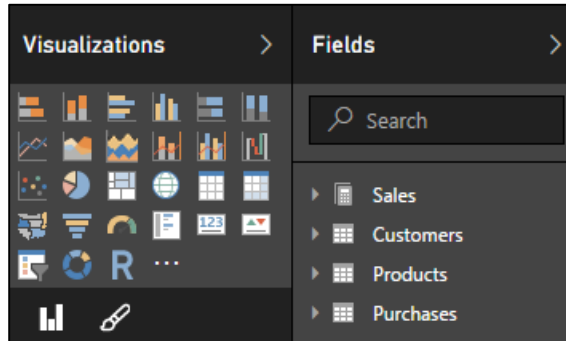 Visualizations
Fields
Search
Sales
Customers
Products
Purchases
123
R